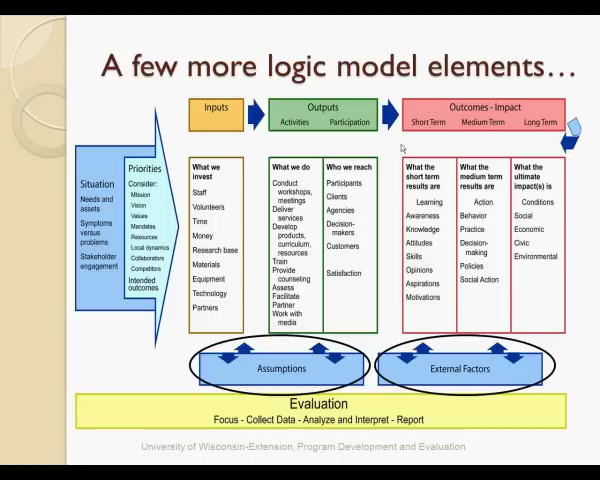 A few more logic model elements…
Inputs
Outputs
Activities Participation
Outcomes - Impact
Short Term Medium Term Long Term
Situation
Needs and
assets
Symptoms
versus
problems
Stakeholder
engagement
Priorities
Consider:
Mission
Vision
Values
Mandates
Resources
Local dynamics
Collaborators
Competitors
Intended
outcomes
What we
invest
Staff
Volunteers
Time
Money
Research base
Materials
Equipment
Technology
Partners
What we do
Conduct
workshops,
meetings
Deliver
services
Develop
products,
curriculum,
resources
Train
Provide
counseling
Assess
Facilitate
Partner
Work with
media
Who we reach
Participants
Clients
Agencies
Decision-
makers
Customers
Satisfaction
What the
short term
results are
Learning
Awareness
Knowledge
Attitudes
Skills
Opinions
Aspirations
Motivations
What the
medium term
results are
Action
Behavior
Practice
Decision-
making
Policies
Social Action
What the
ultimate
impact(s) is
Conditions
Social
Economic
Civic
Environmental
Assumptions
External Factors
Evaluation
Focus - Collect Data - Analyze and Interpret - Report
University of Wisconsin-Extension, Program Development and Evaluation